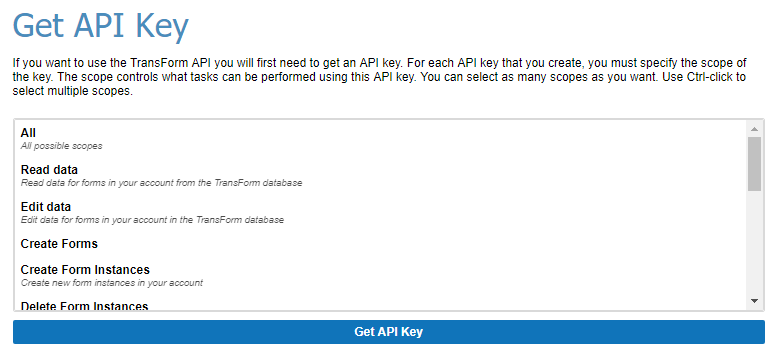 Get API Key
If you want to use the TransForm API you will first need to get an API key. For each API key that you create, you must specify the scope of
the key. The scope controls what tasks can be performed using this API key. You can select as many scopes as you want. Use Ctrl-click to
select multiple scopes.
All
All possible scopes
Read data
Read data for forms in your account from the TransForm database
Edit data
Edit data for forms in your account in the TransForm database
Create Forms
Create Form Instances
Create new form instances in your account
Delete Form Instances
Get API Key